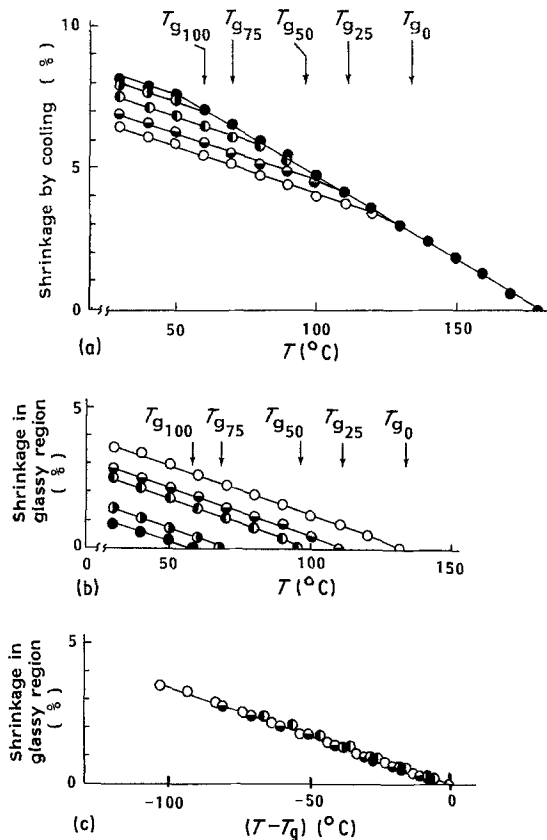 Tg100 Tg75 Tg50 Tg25 Tg0
10
5
0
Shrinkage by cooling (%)
50 100 150
(a) T (°C)
Tg100 Tg75 Tg50 Tg25 Tg0
5
0
Shrinkage in
glassy region
(%)
50 100 150
(b) T (°C)
5
0
Shrinkage in
glassy region
(%)
−100 −50 0
(c) (T−Tg) (°C)